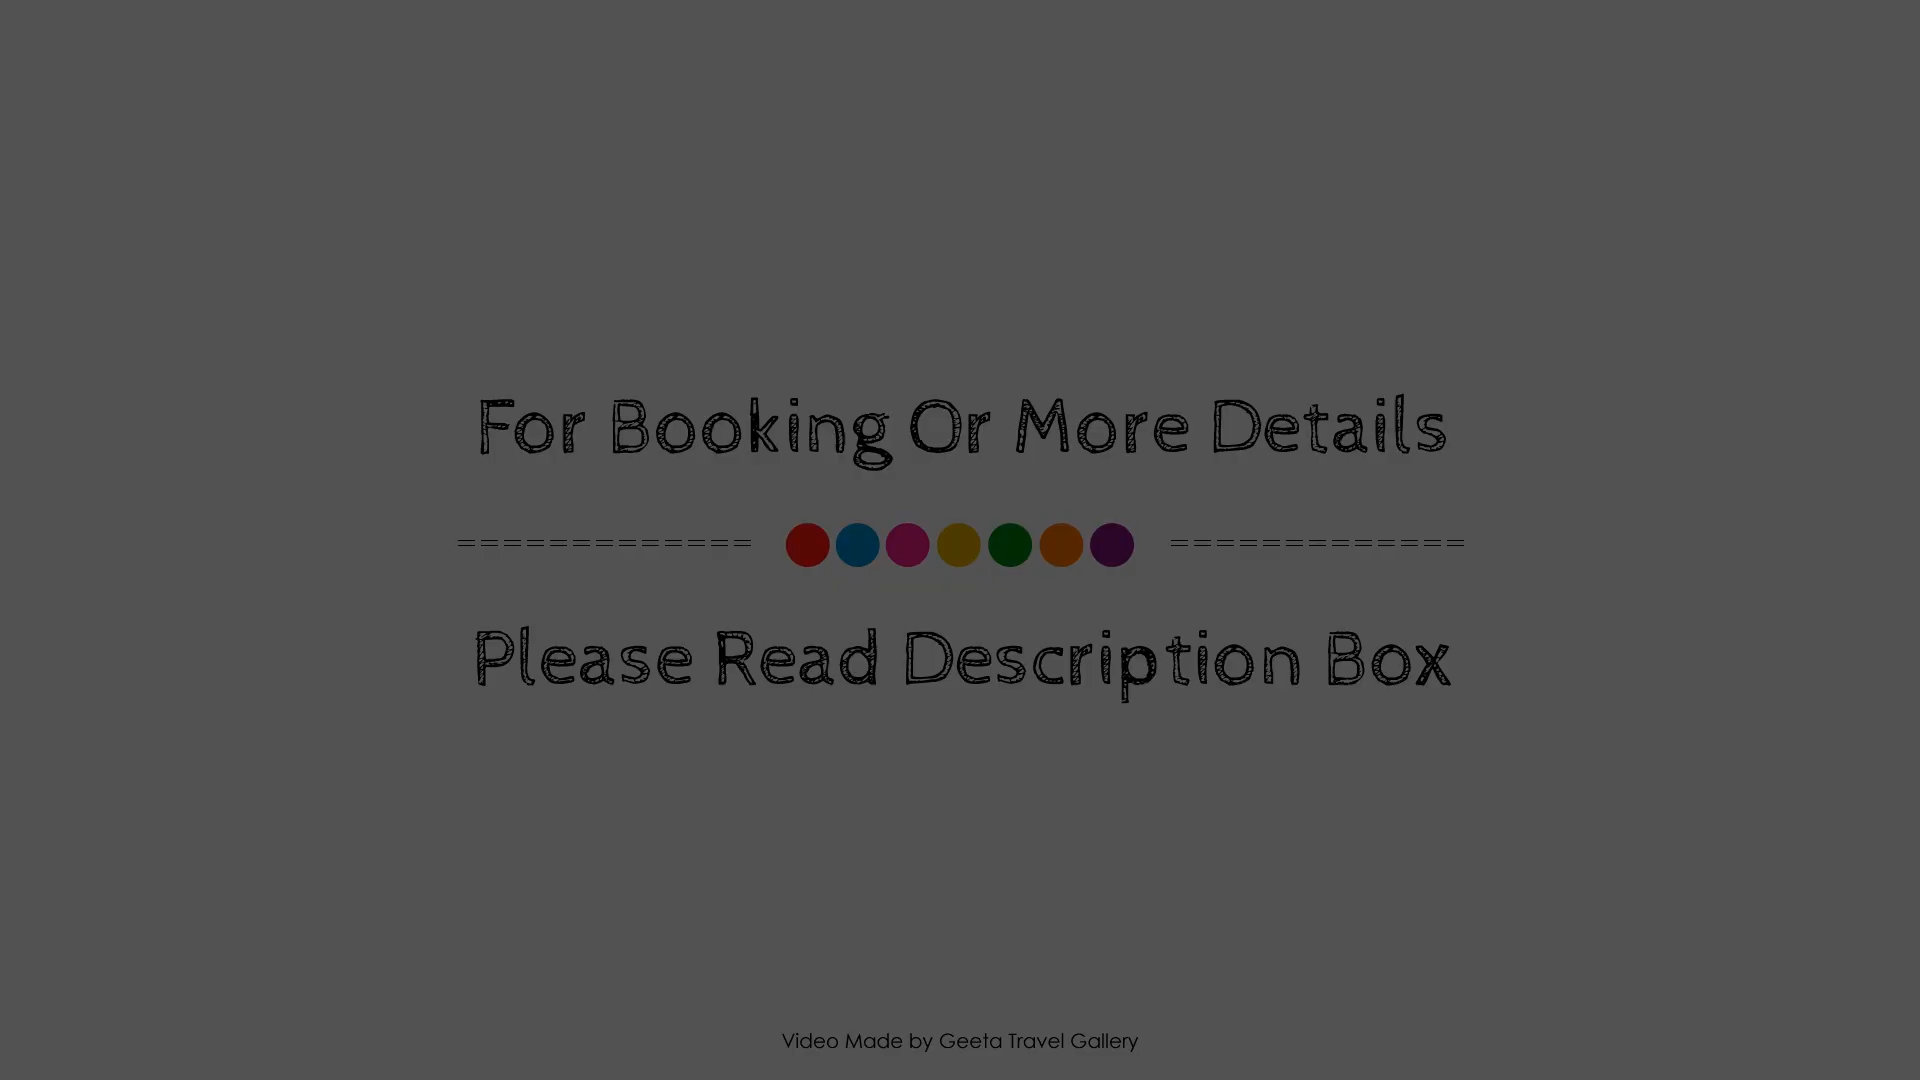 For Booking Or More Details
============= =============
Please Read Description Box
Video Made by Geeta Travel Gallery